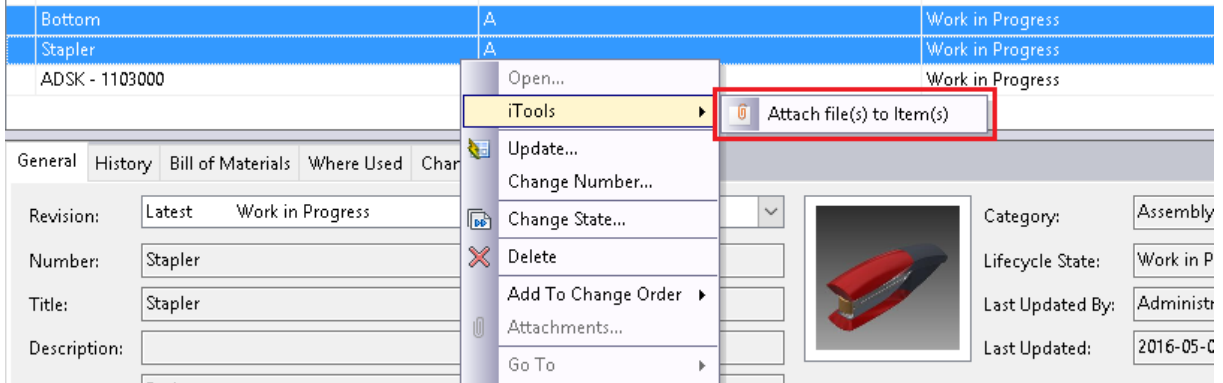 Bottom A Work in Progress
Stapler A Work in Progress
ADSK - 1103000 Work in Progress
Open...
iTools Attach file(s) to Item(s)
Update...
Change Number...
Change State...
Delete
Add To Change Order
Attachments...
Go To
General History Bill of Materials Where Used Chan
Revision: Latest Work in Progress
Number: Stapler
Title: Stapler
Description:
Category: Assembly
Lifecycle State: Work in P
Last Updated By: Administr
Last Updated: 2016-05-0